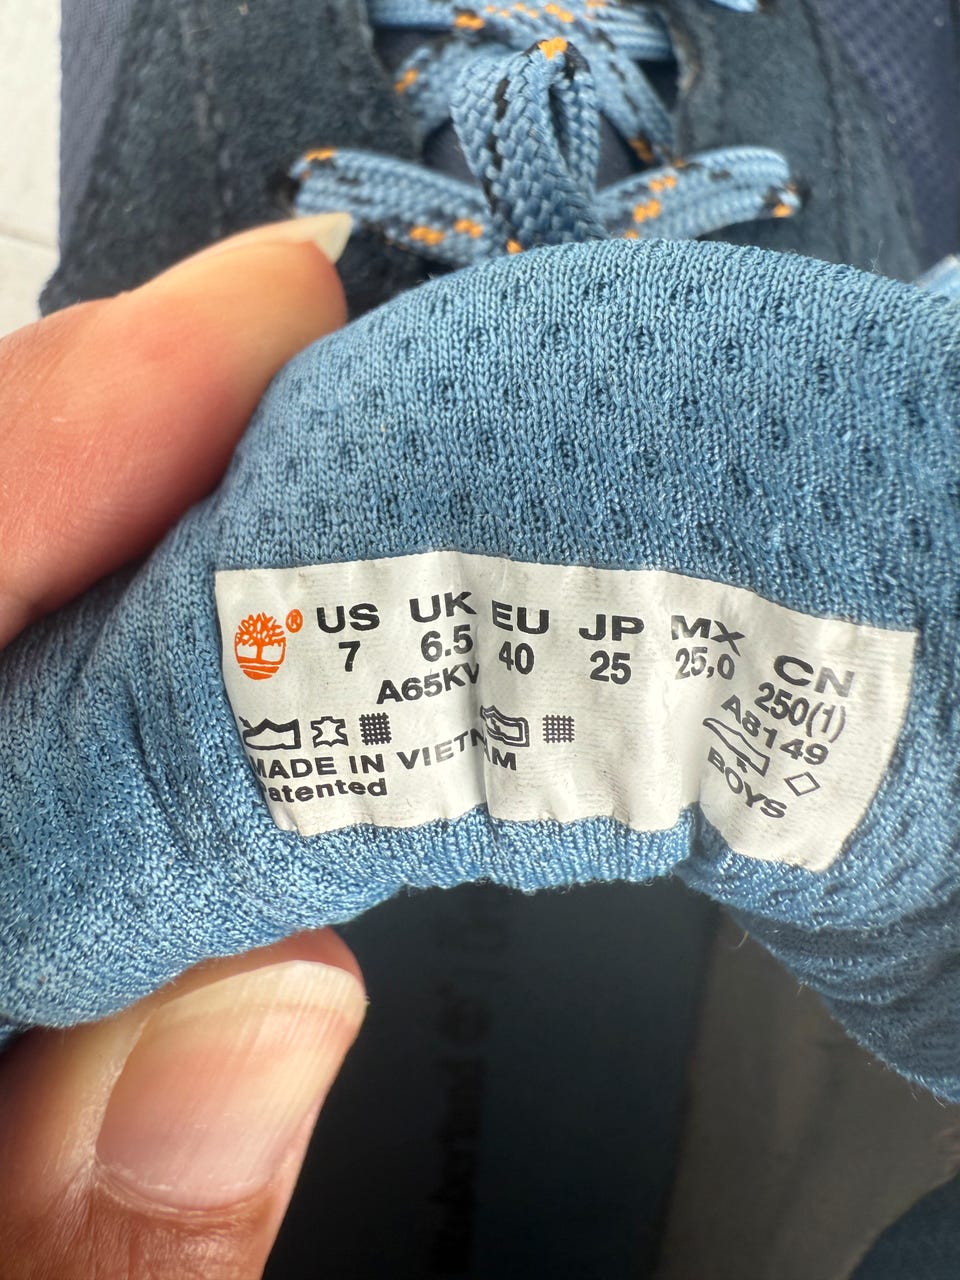 ® US UK EU JP MX CN
7 6.5 40 25 25,0 250(1)
A65KV A8149
MADE IN VIETNAM BOYS
Patented